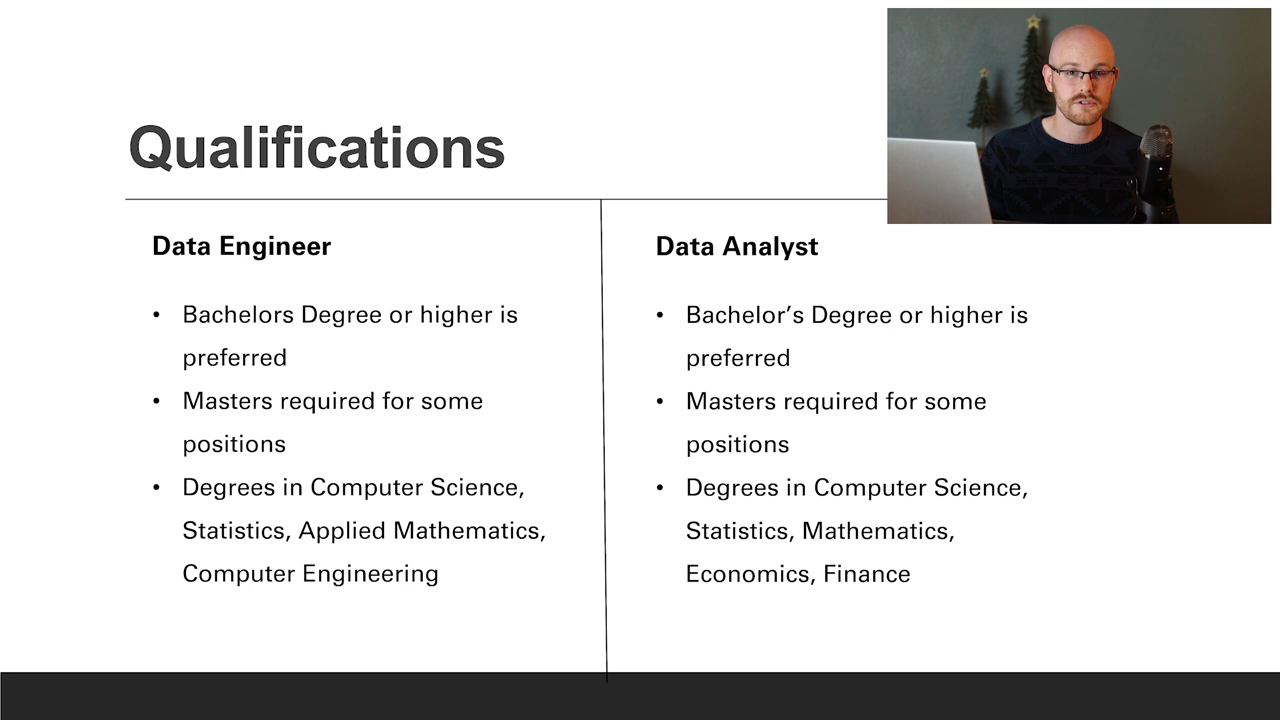 Qualifications
Data Engineer
• Bachelors Degree or higher is
preferred
• Masters required for some
positions
• Degrees in Computer Science,
Statistics, Applied Mathematics,
Computer Engineering
Data Analyst
• Bachelor’s Degree or higher is
preferred
• Masters required for some
positions
• Degrees in Computer Science,
Statistics, Mathematics,
Economics, Finance